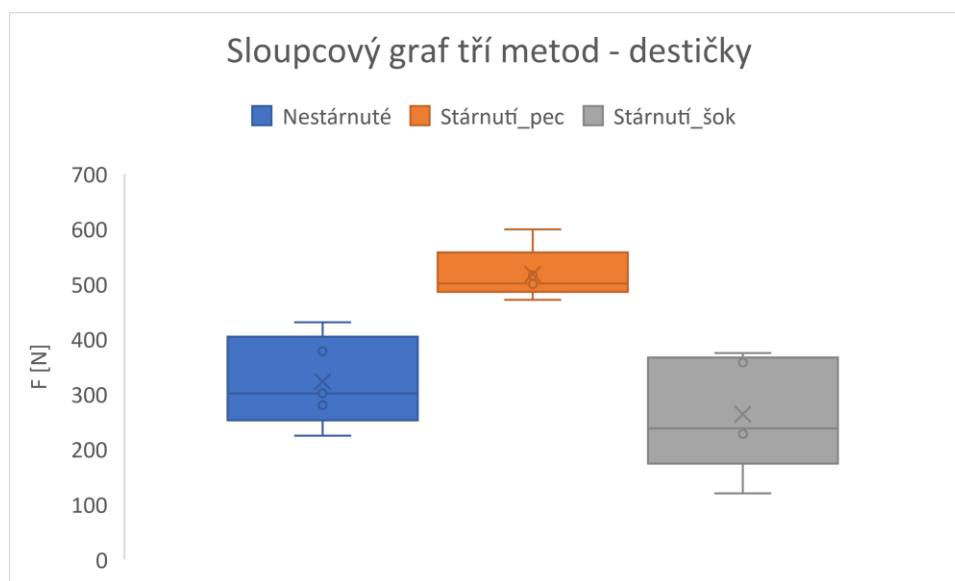 Sloupcový graf tří metod - destičky
Nestárnuté Stárnutí_pec Stárnutí_šok
700
600
500
400
300
200
100
0
F [N]